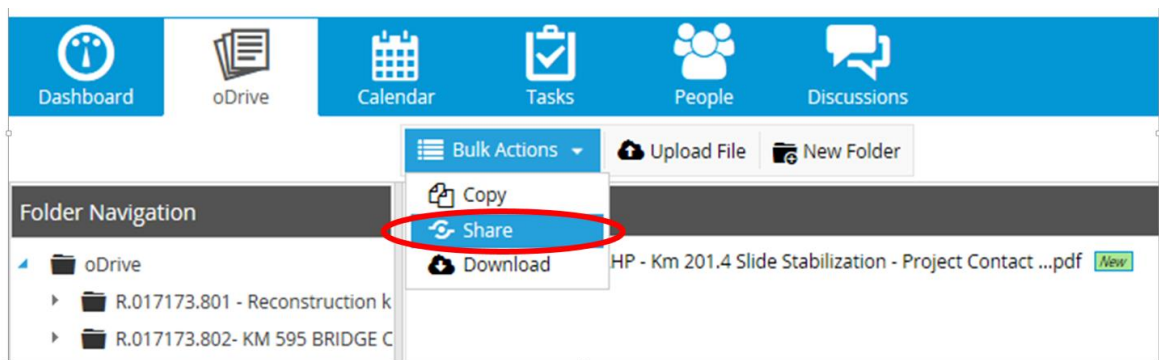 Dashboard oDrive Calendar Tasks People Discussions
Bulk Actions Upload File New Folder
Copy
Folder Navigation
Share
oDrive
Download
HP - Km 201.4 Slide Stabilization - Project Contact ...pdf New
R.017173.801 - Reconstruction k
R.017173.802- KM 595 BRIDGE C